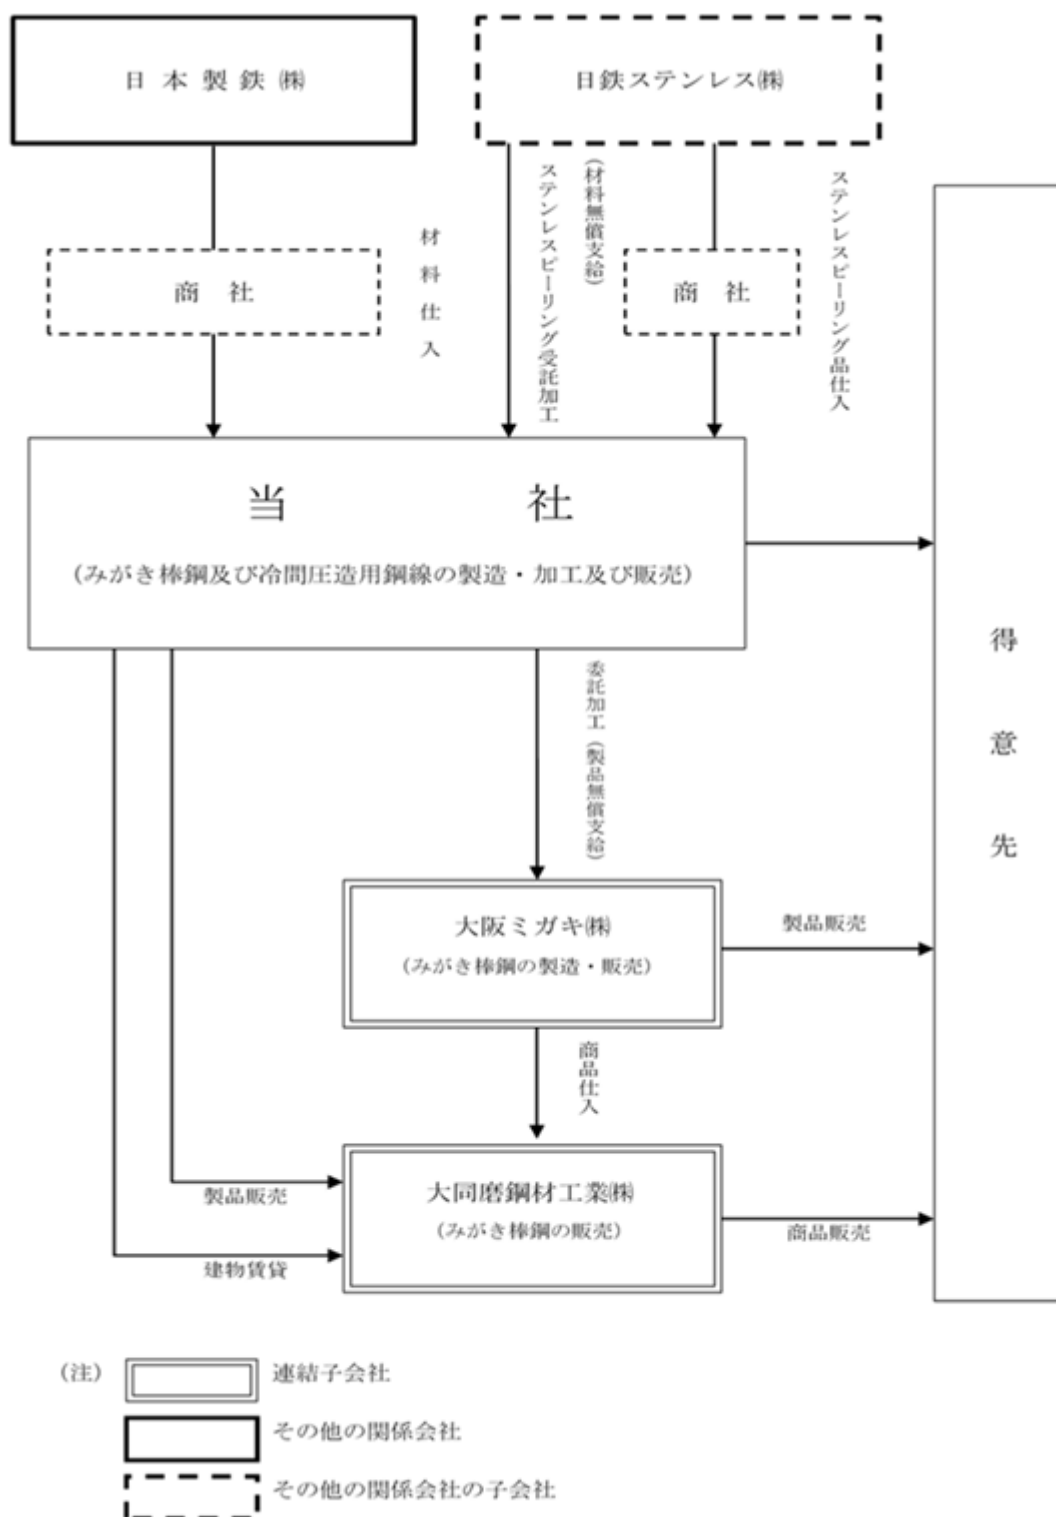 日本製鉄㈱
日鉄ステンレス㈱
商社
材料仕入
ステンレスピーリング受託加工
（材料無償支給）
商社
ステンレスピーリング品仕入
当社
（みがき棒鋼及び冷間圧造用鋼線の製造・加工及び販売）
得意先
委託加工（製品無償支給）
大阪ミガキ㈱
（みがき棒鋼の製造・販売）
製品販売
商品仕入
大同磨鋼材工業㈱
（みがき棒鋼の販売）
製品販売
建物賃貸
商品販売
（注）
連結子会社
その他の関係会社
その他の関係会社の子会社